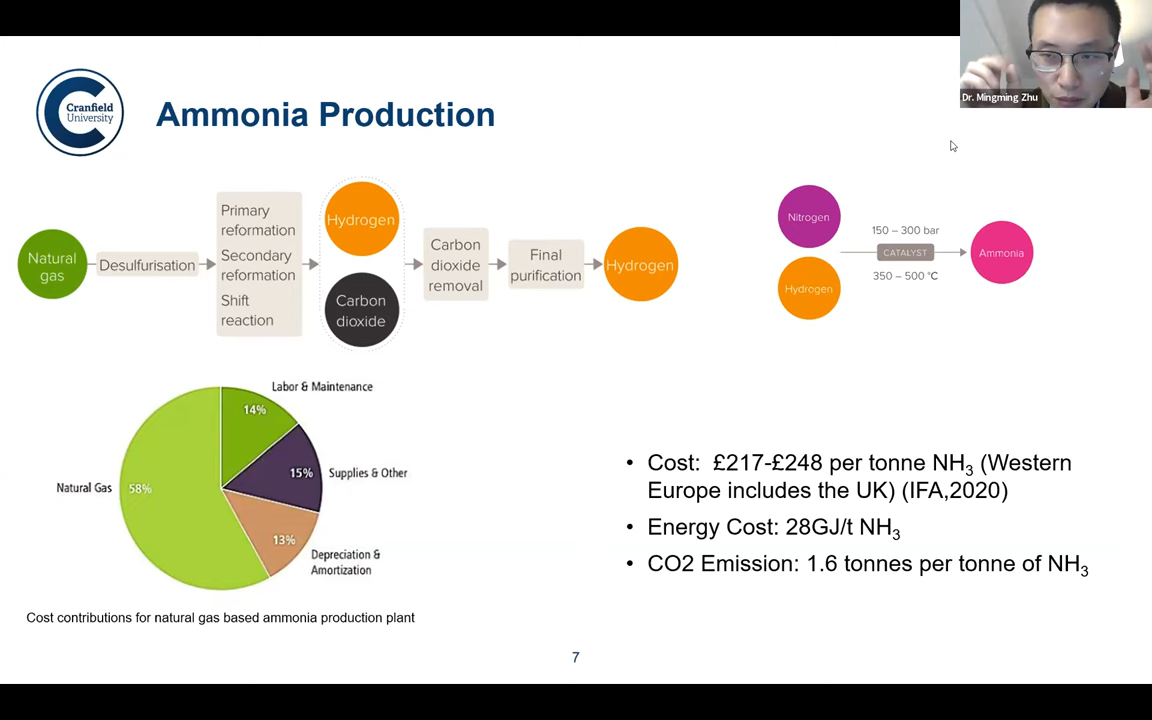 Dr. Mingming Zhu
Cranfield
University
Ammonia Production
Natural
gas
Desulfurisation
Primary
reformation
Secondary
reformation
Shift
reaction
Hydrogen
Carbon
dioxide
Carbon
dioxide
removal
Final
purification
Hydrogen
Nitrogen
Hydrogen
150 – 300 bar
CATALYST
350 – 500 °C
Ammonia
Labor & Maintenance
14%
Supplies & Other
15%
Natural Gas
58%
13%
Depreciation &
Amortization
Cost contributions for natural gas based ammonia production plant
• Cost: £217-£248 per tonne NH3 (Western
Europe includes the UK) (IFA,2020)
• Energy Cost: 28GJ/t NH3
• CO2 Emission: 1.6 tonnes per tonne of NH3
7